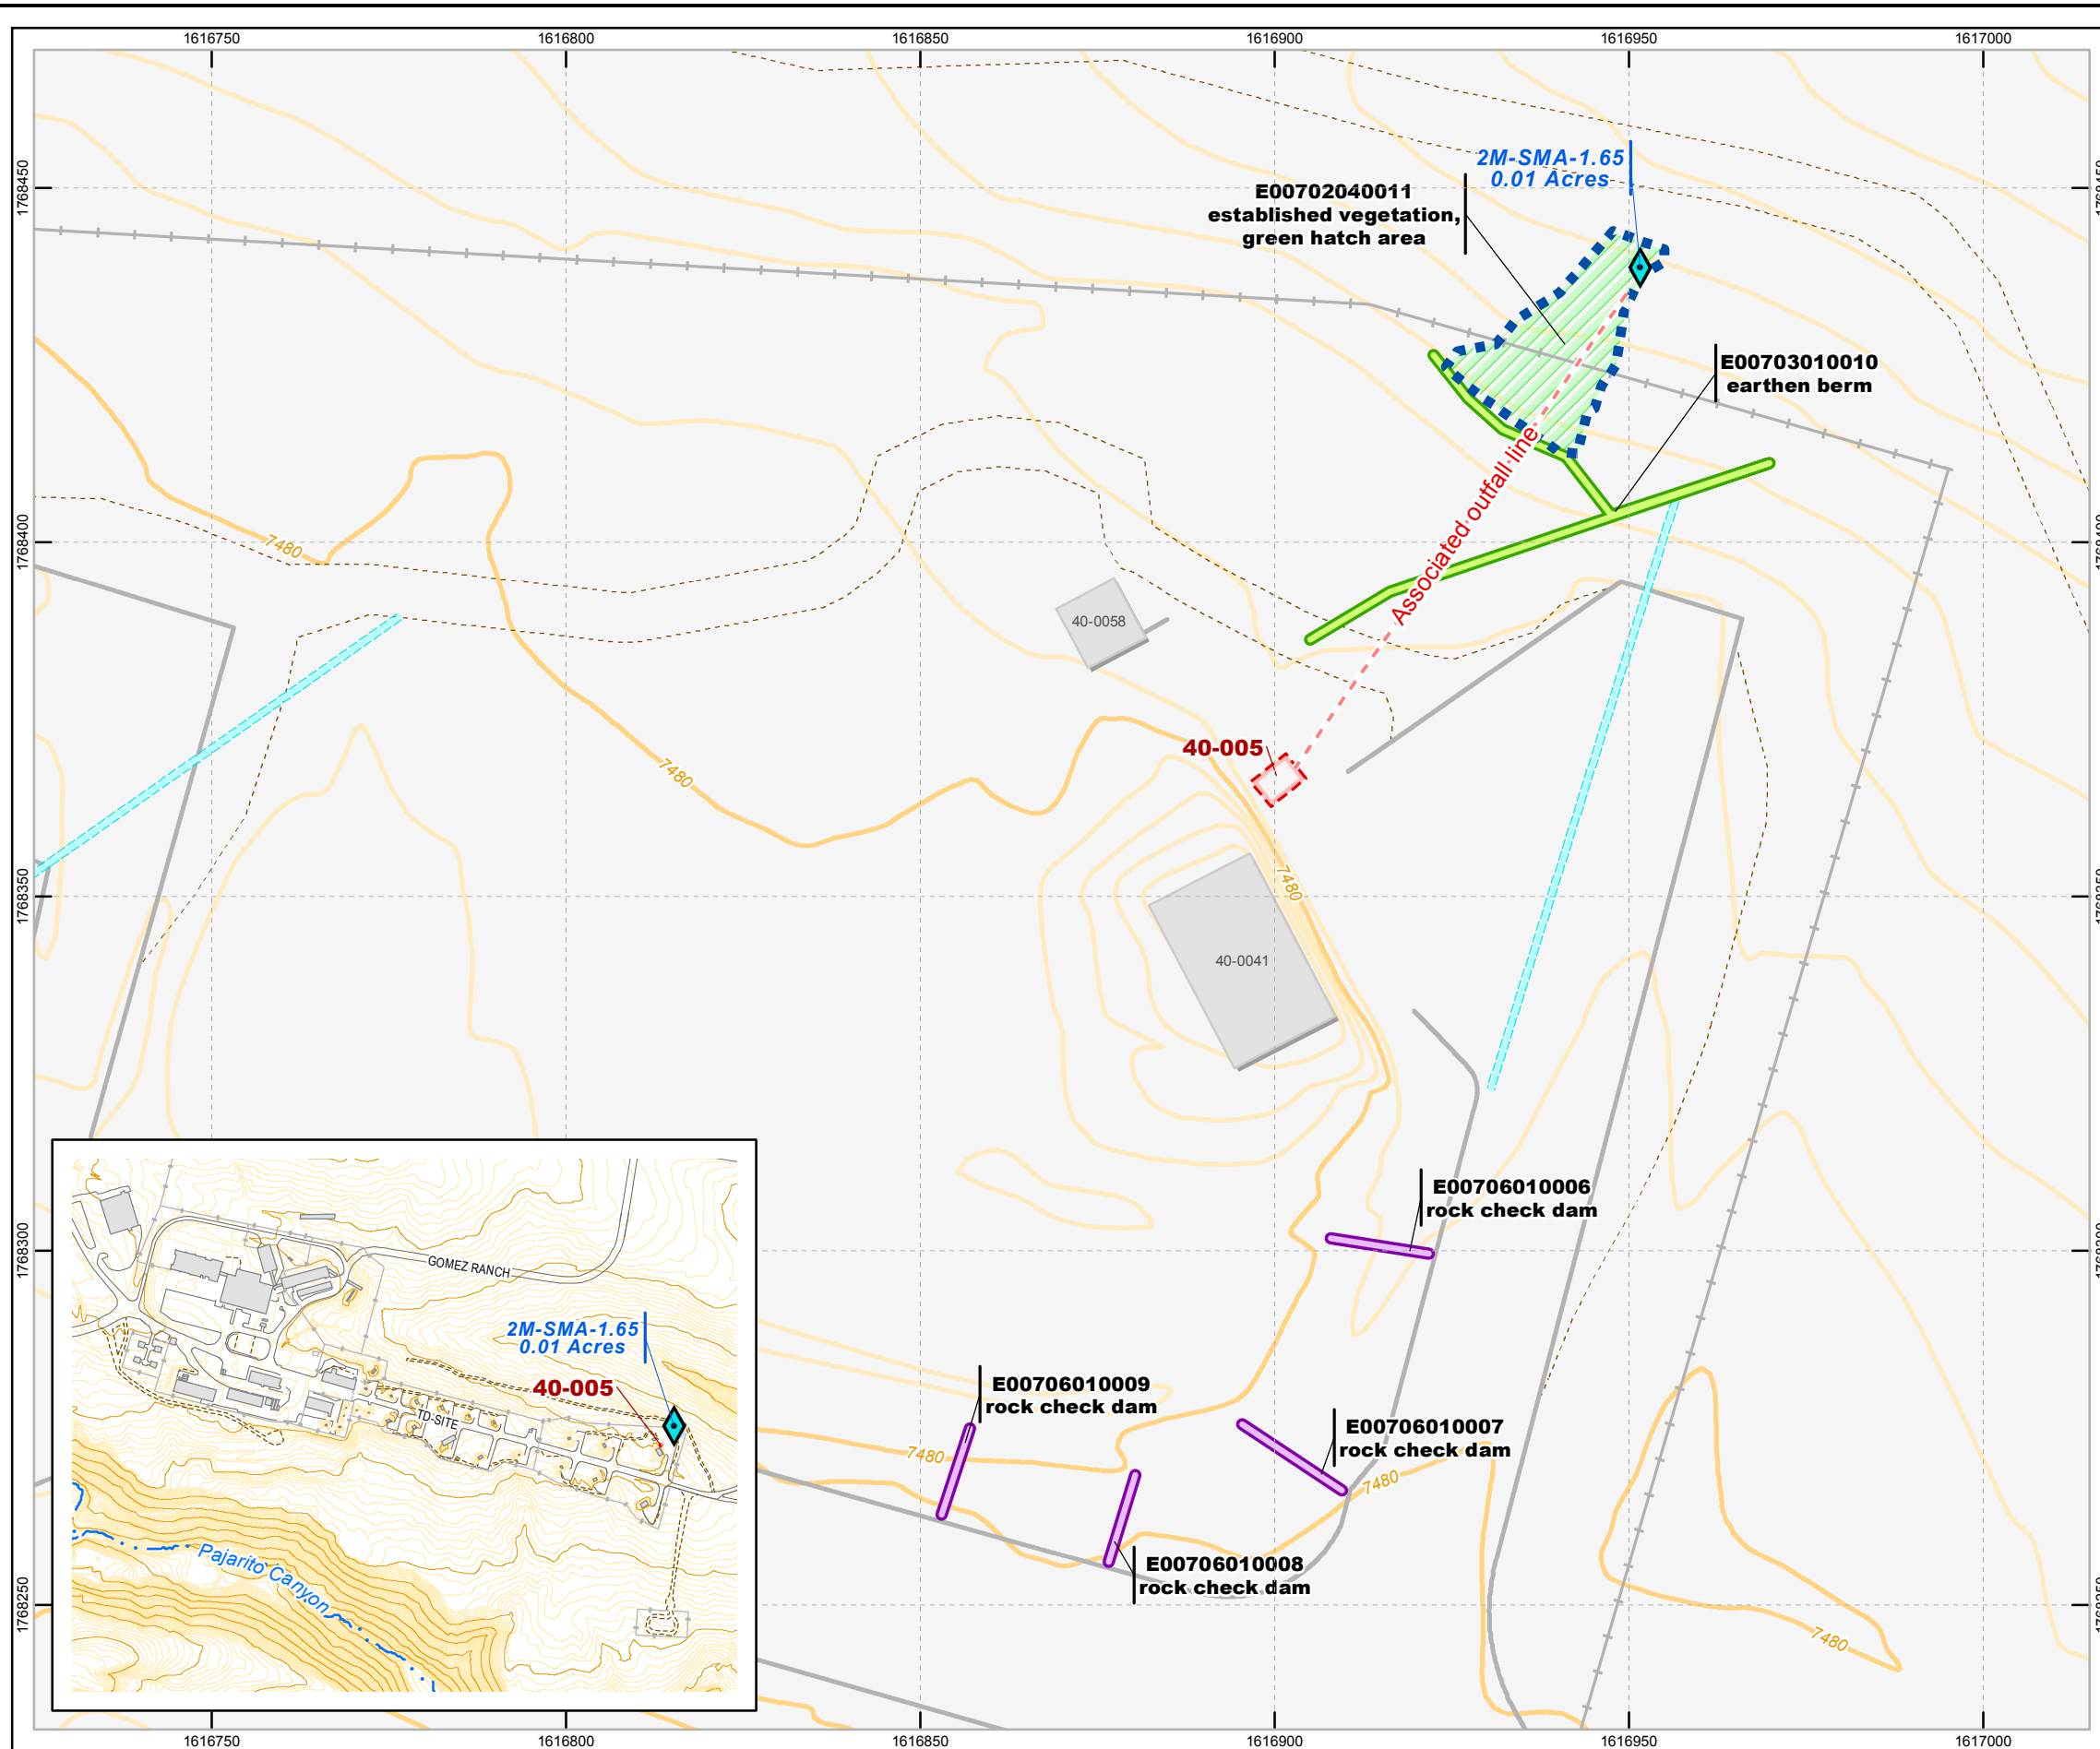 1616750
1616800
1616850
1616900
1616950
1617000
2M-SMA-1.65
0.01 Acres
1768450
E00702040011
established vegetation,
green hatch area
E00703010010
earthen berm
Associated outfall line
1768400
7480
40-0058
40-005
7480
7480
1768350
40-0041
E00706010006
rock check dam
1768300
GOMEZ RANCH
2M-SMA-1.65
0.01 Acres
40-005
TD-SITE
Pajarito Canyon
E00706010009
rock check dam
E00706010007
rock check dam
7480
7480
E00706010008
rock check dam
1768250
7480
1616750
1616800
1616850
1616900
1616950
1617000